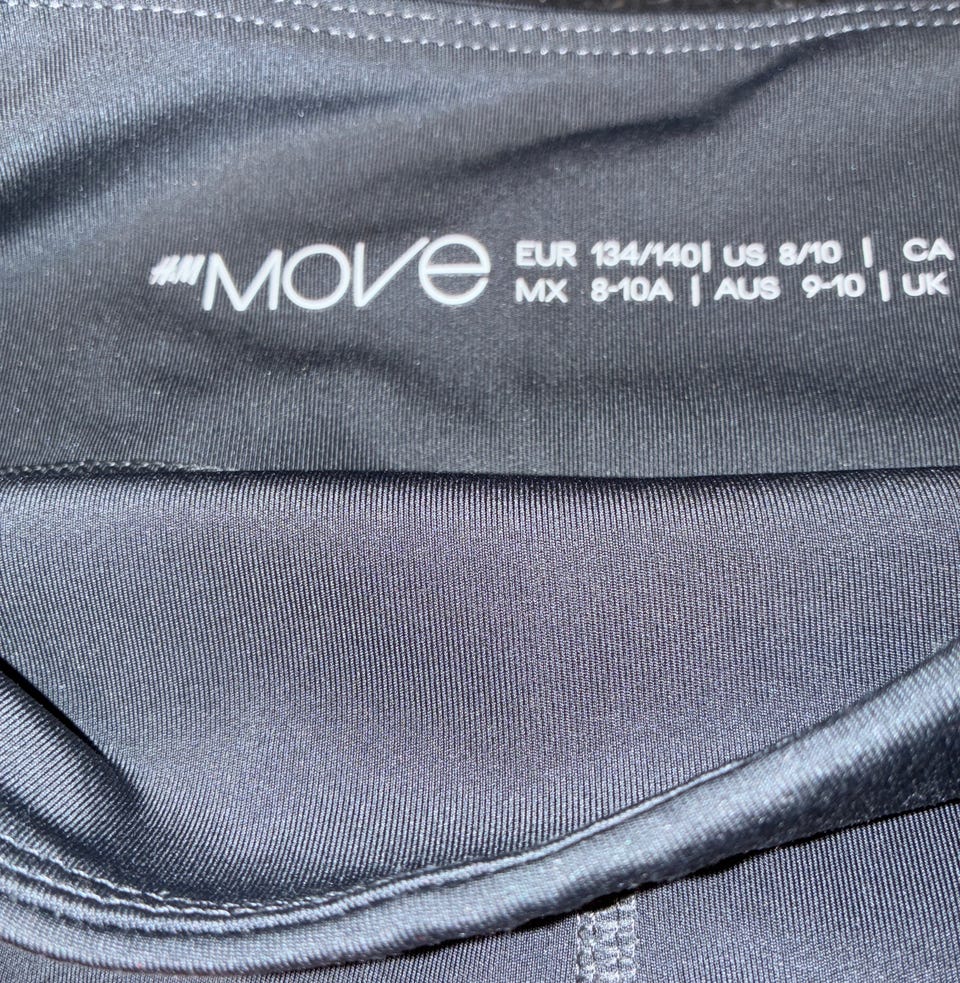 H&M MOVE
EUR 134/140| US 8/10 | CA
MX 8-10A | AUS 9-10 | UK